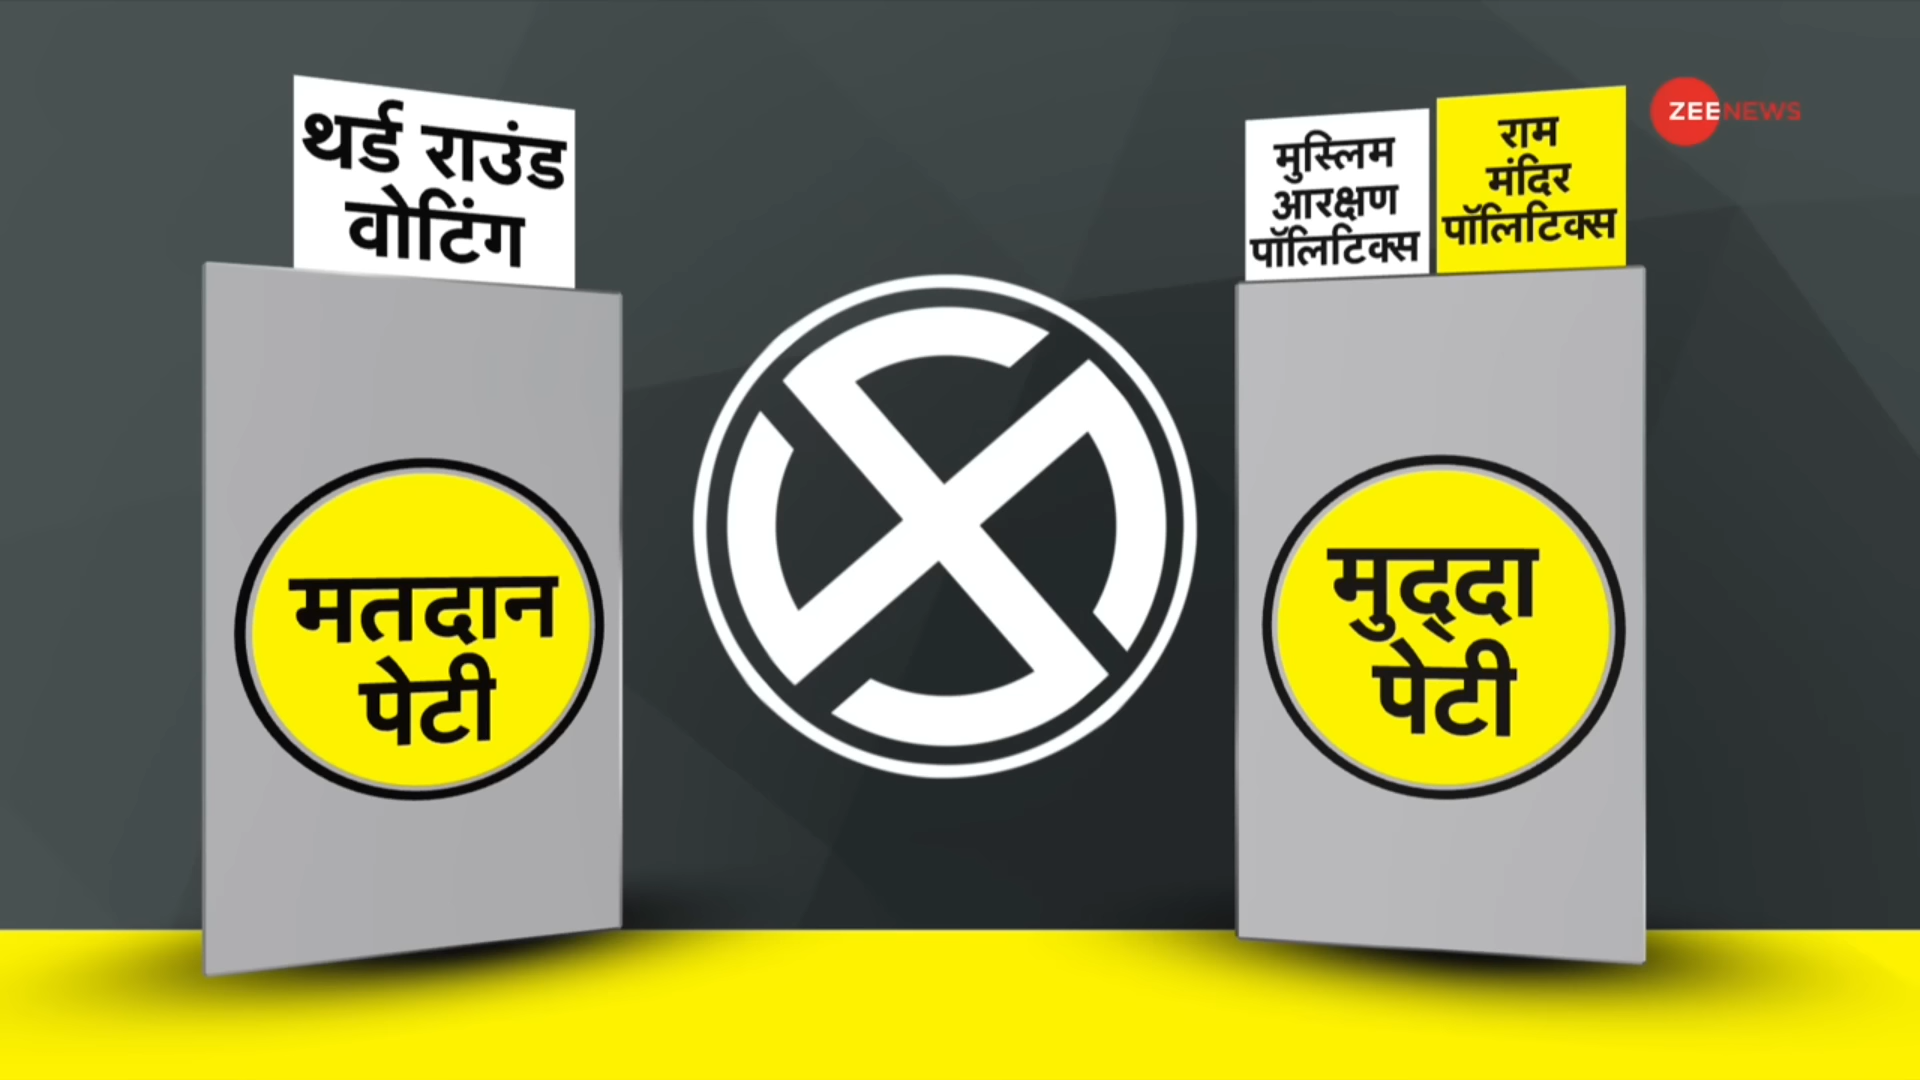 थर्ड राउंड
वोटिंग
मतदान
पेटी
मुस्लिम
आरक्षण
पॉलिटिक्स
राम
मंदिर
पॉलिटिक्स
मुद्दा
पेटी
ZEENEWS